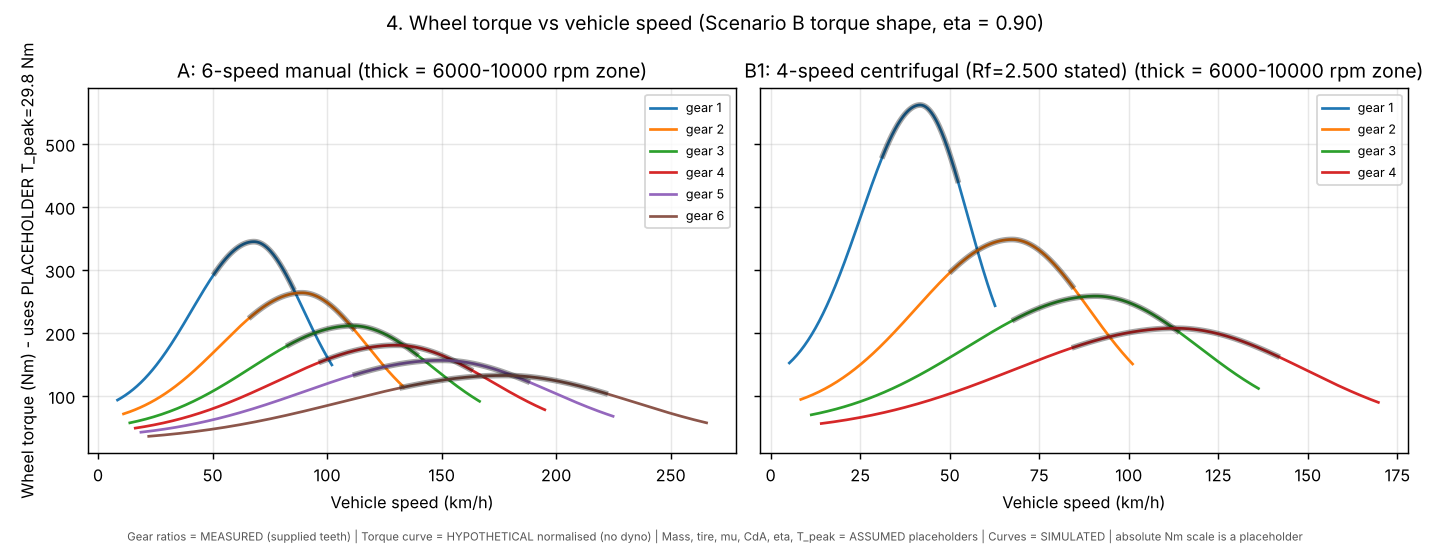 4. Wheel torque vs vehicle speed (Scenario B torque shape, eta = 0.90)
A: 6-speed manual (thick = 6000-10000 rpm zone)
Wheel torque (Nm) - uses PLACEHOLDER T_peak=29.8 Nm
500
400
300
200
100
gear 1
gear 2
gear 3
gear 4
gear 5
gear 6
0 50 100 150 200 250
Vehicle speed (km/h)
B1: 4-speed centrifugal (Rf=2.500 stated) (thick = 6000-10000 rpm zone)
gear 1
gear 2
gear 3
gear 4
0 25 50 75 100 125 150 175
Vehicle speed (km/h)
Gear ratios = MEASURED (supplied teeth) | Torque curve = HYPOTHETICAL normalised (no dyno) | Mass, tire, mu, CdA, eta, T_peak = ASSUMED placeholders | Curves = SIMULATED | absolute Nm scale is a placeholder